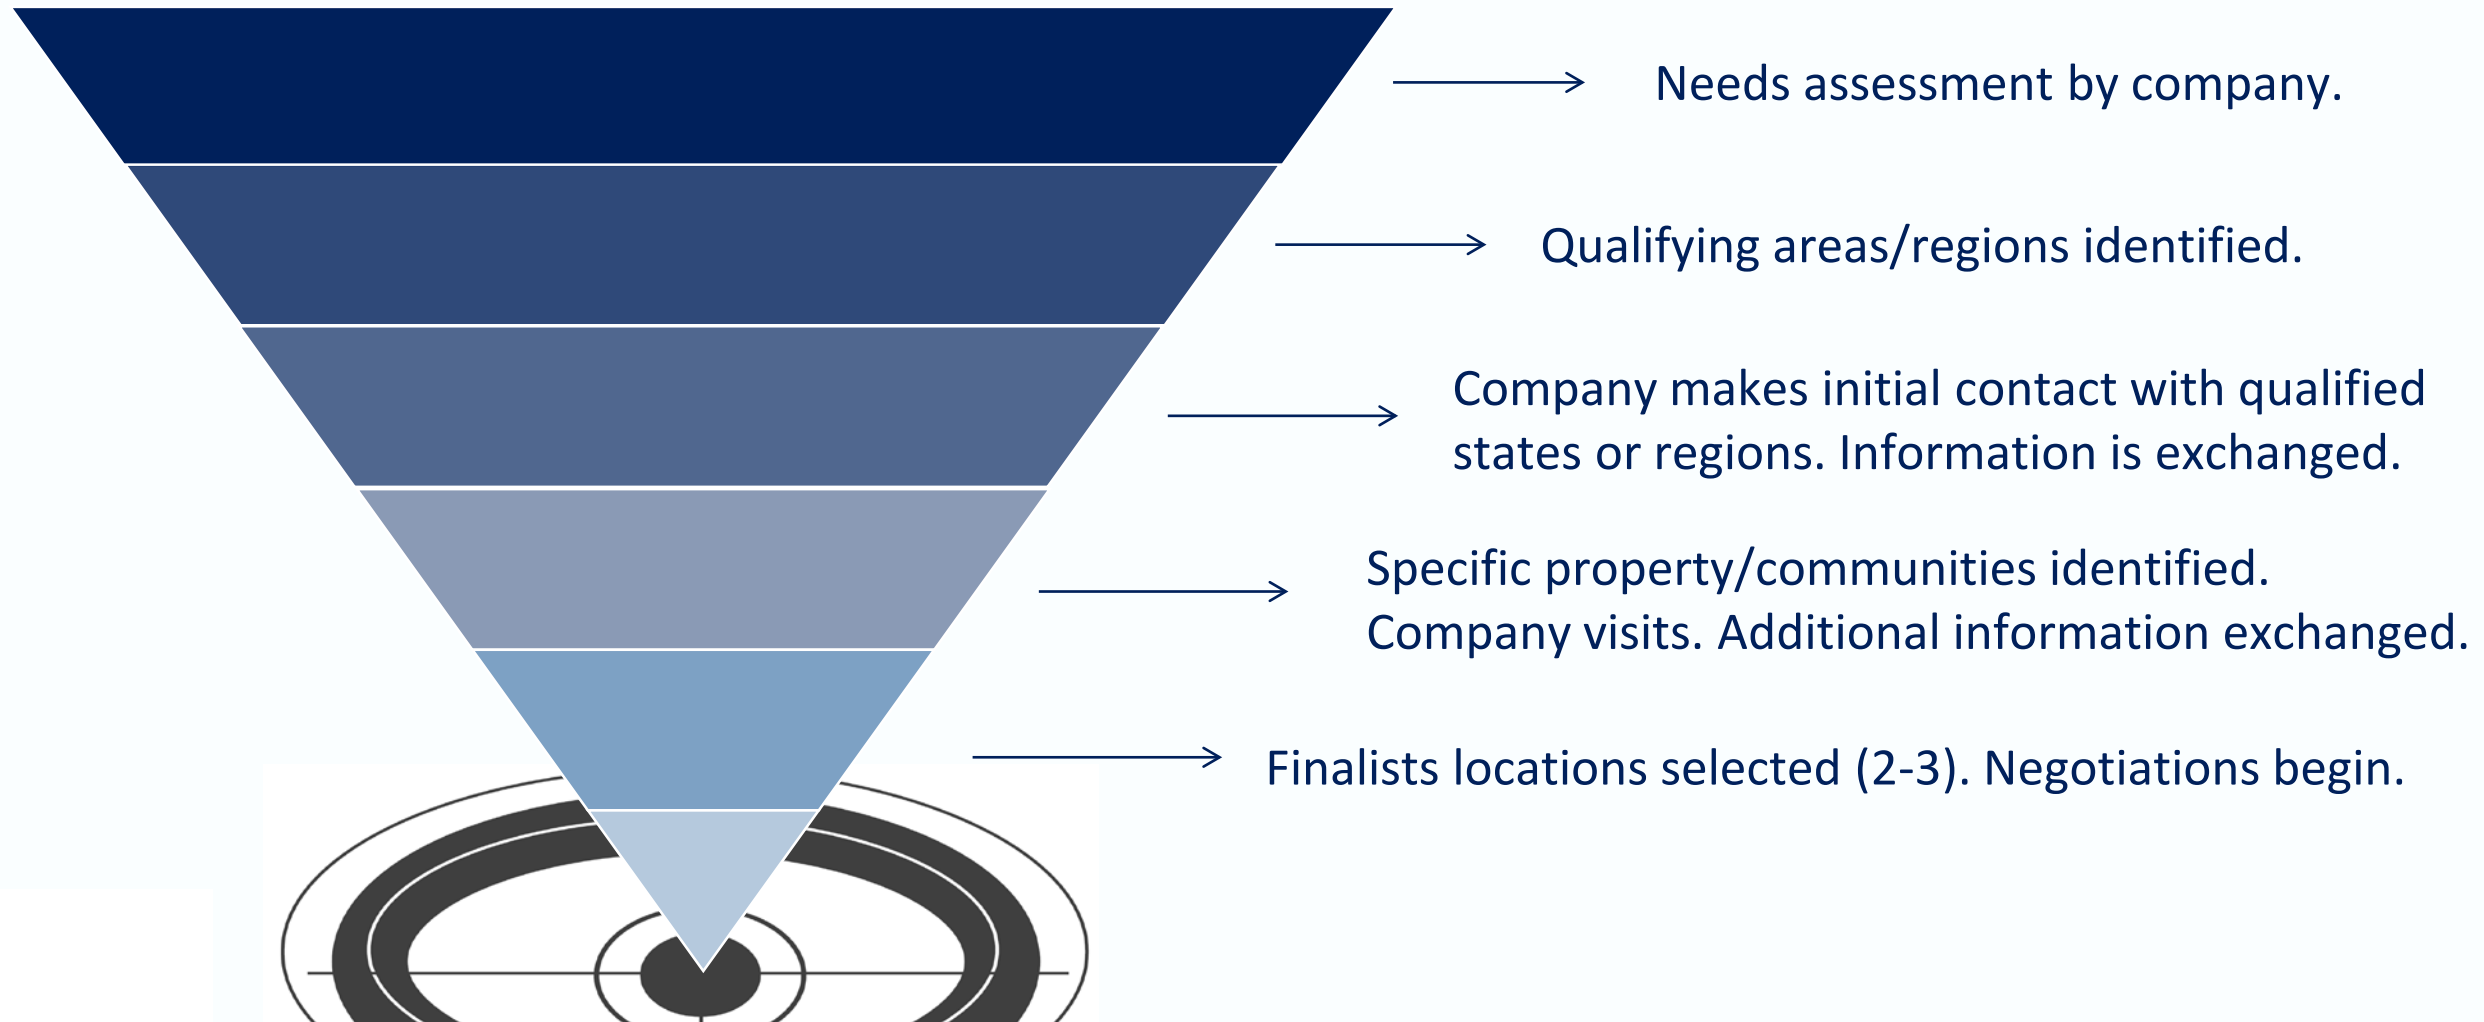 Needs assessment by company.
Qualifying areas/regions identified.
Company makes initial contact with qualified
states or regions. Information is exchanged.
Specific property/communities identified.
Company visits. Additional information exchanged.
Finalists locations selected (2-3). Negotiations begin.